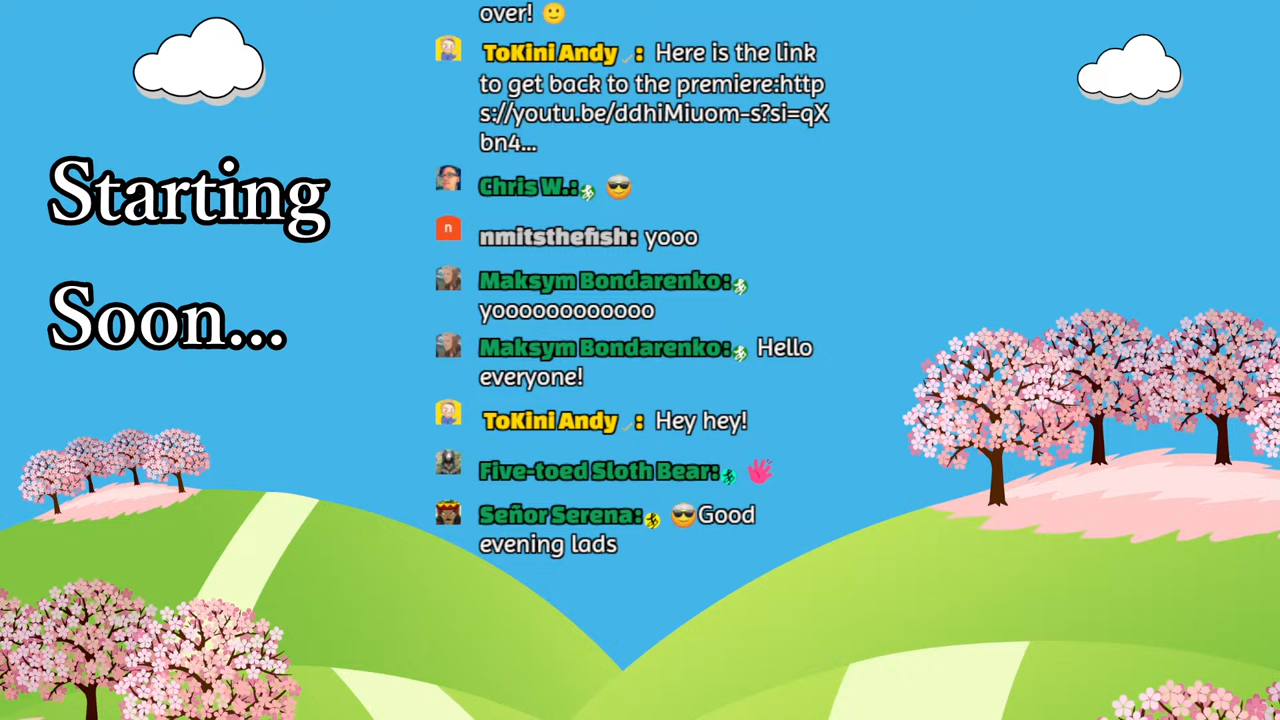 Starting
Soon...
over! 🙂
ToKini Andy: Here is the link
to get back to the premiere:http
s://youtu.be/ddhiMiuom-s?si=qX
bn4...
Chris W.: 😎
n
nmitsthefish: yooo
Maksym Bondarenko:
yoooooooooooo
Maksym Bondarenko: Hello
everyone!
ToKini Andy: Hey hey!
Five-toed Sloth Bear:
Señor Serena: 😎Good
evening lads